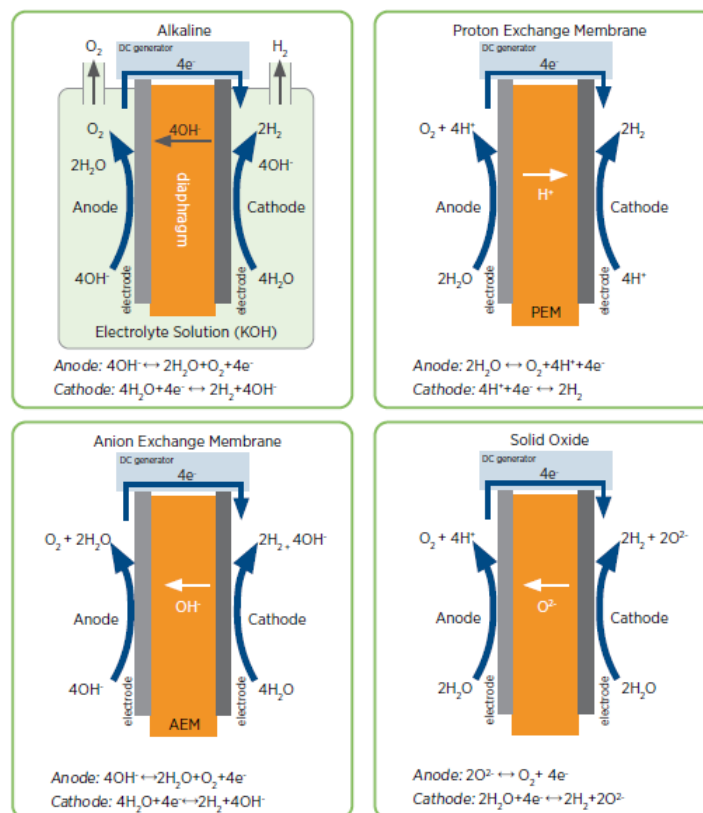 Alkaline
O₂
H₂
DC generator
4e⁻
O₂
4OH⁻
2H₂
2H₂O
4OH⁻
diaphragm
Anode
Cathode
4OH⁻
4H₂O
electrode
electrode
Electrolyte Solution (KOH)
Anode: 4OH⁻ ↔ 2H₂O+O₂+4e⁻
Cathode: 4H₂O+4e⁻ ↔ 2H₂+4OH⁻
Proton Exchange Membrane
DC generator
4e⁻
O₂ + 4H⁺
2H₂
H⁺
Anode
Cathode
2H₂O
4H⁺
electrode
electrode
PEM
Anode: 2H₂O ↔ O₂+4H⁺+4e⁻
Cathode: 4H⁺+4e⁻ ↔ 2H₂
Anion Exchange Membrane
DC generator
4e⁻
O₂ + 2H₂O
2H₂ + 4OH⁻
OH⁻
Anode
Cathode
4OH⁻
4H₂O
electrode
electrode
AEM
Anode: 4OH⁻ ↔2H₂O+O₂+4e⁻
Cathode: 4H₂O+4e⁻↔2H₂+4OH⁻
Solid Oxide
DC generator
4e⁻
O₂ + 4H⁺
2H₂ + 2O²⁻
O²⁻
Anode
Cathode
2H₂O
2H₂O
electrode
electrode
Anode: 2O²⁻ ↔ O₂+ 4e⁻
Cathode: 2H₂O+4e⁻↔2H₂+2O²⁻